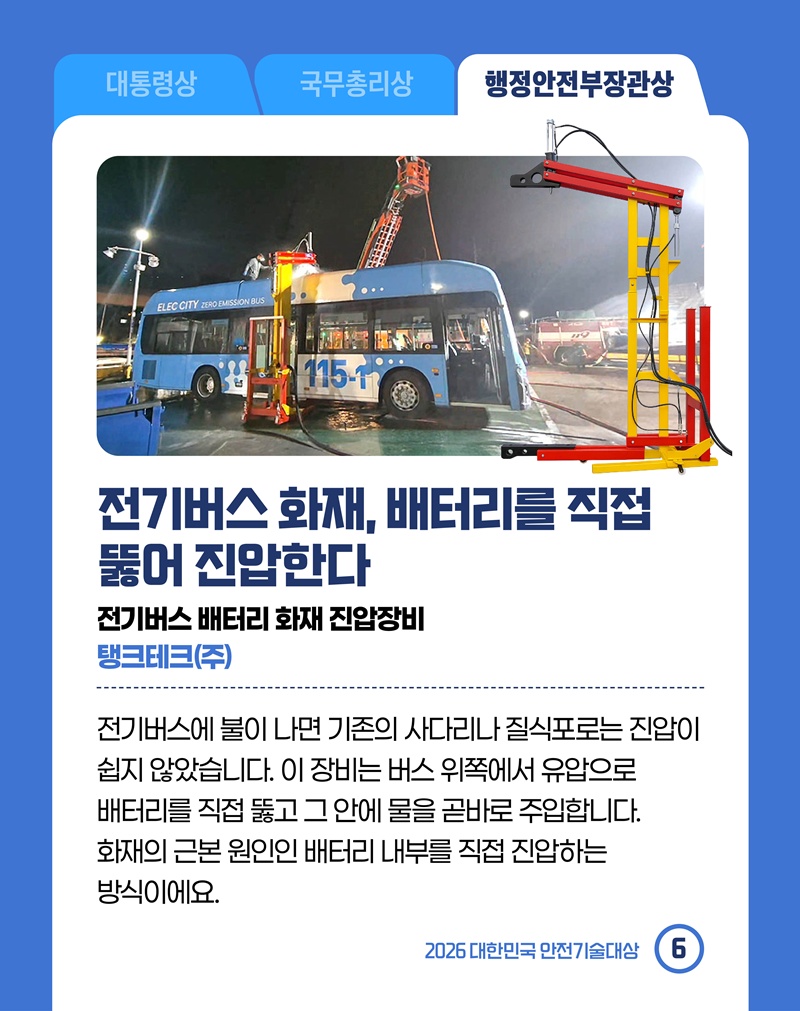 대통령상
국무총리상
행정안전부장관상
ELEC CITY ZERO EMISSION BUS
115-1
119
전기버스 화재, 배터리를 직접
뚫어 진압한다
전기버스 배터리 화재 진압장비
탱크테크(주)
전기버스에 불이 나면 기존의 사다리나 질식포로는 진압이
쉽지 않았습니다. 이 장비는 버스 위쪽에서 유압으로
배터리를 직접 뚫고 그 안에 물을 곧바로 주입합니다.
화재의 근본 원인인 배터리 내부를 직접 진압하는
방식이에요.
2026 대한민국 안전기술대상
6